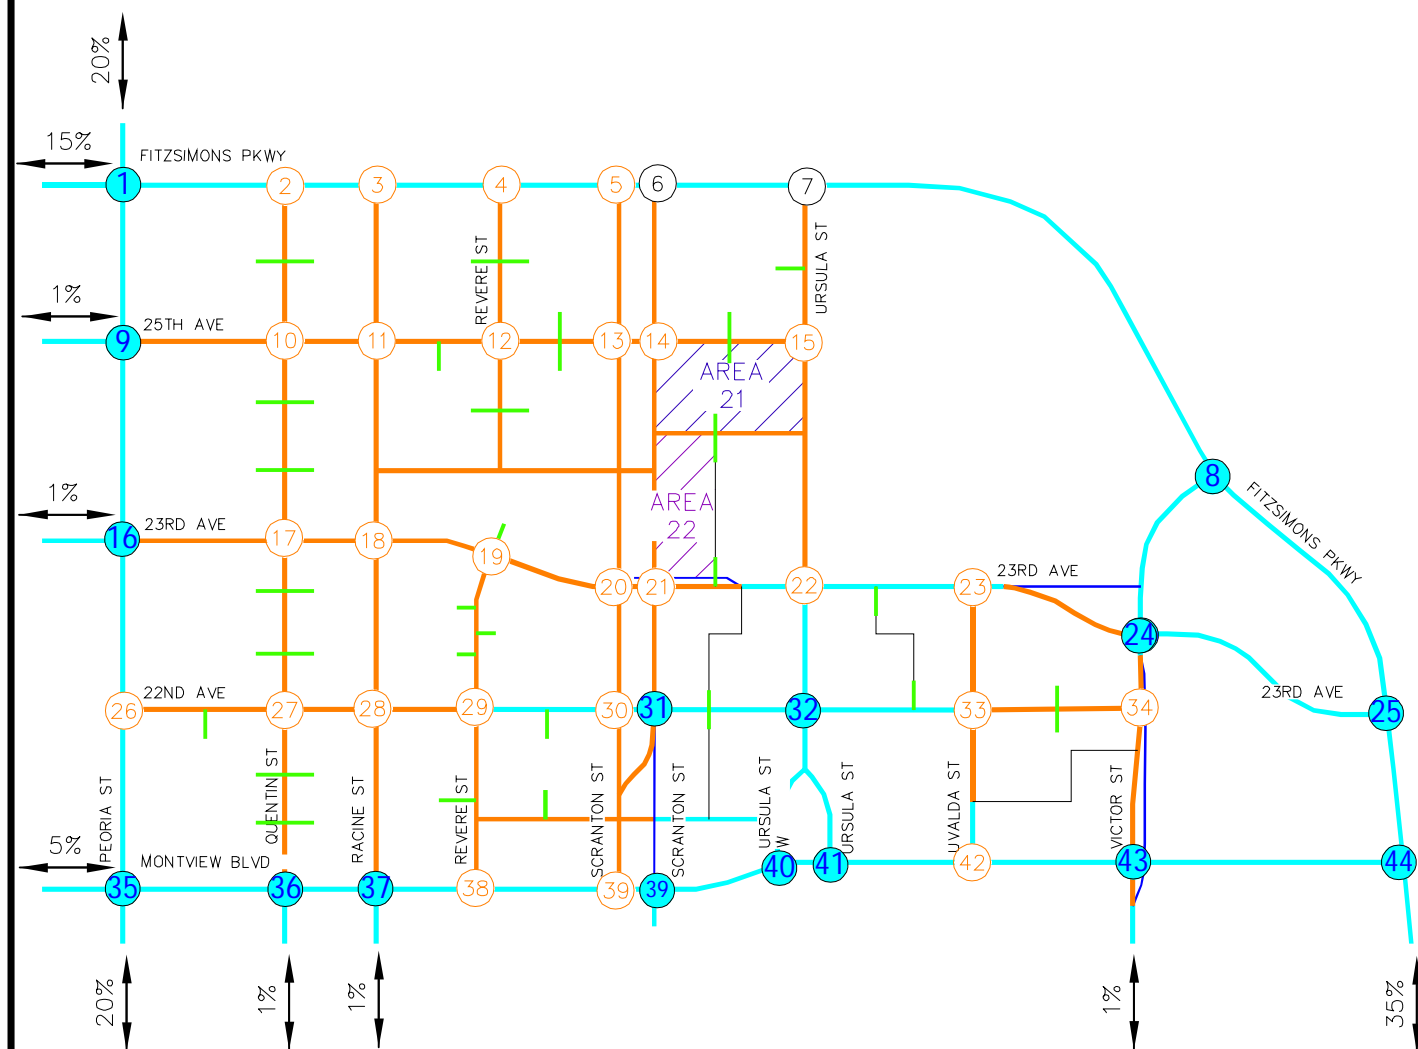 20%
15%
FITZSIMONS PKWY
1 2 3 4 5 6 7
REVERE ST
URSULA ST
1%
25TH AVE
9 10 11 12 13 14 15
AREA
21
8
FITZSIMONS PKWY
1%
23RD AVE
AREA
22
16 17 18 19 20 21 22 23
23RD AVE
24
22ND AVE
23RD AVE
26 27 28 29 30 31 32 33 34 25
PEORIA ST
QUENTIN ST
RACINE ST
REVERE ST
SCRANTON ST
SCRANTON ST
URSULA ST
W
URSULA ST
UVALDA ST
VICTOR ST
5%
MONTVIEW BLVD
35 36 37 38 39 39 40 41 42 43 44
20%
1%
1%
1%
35%